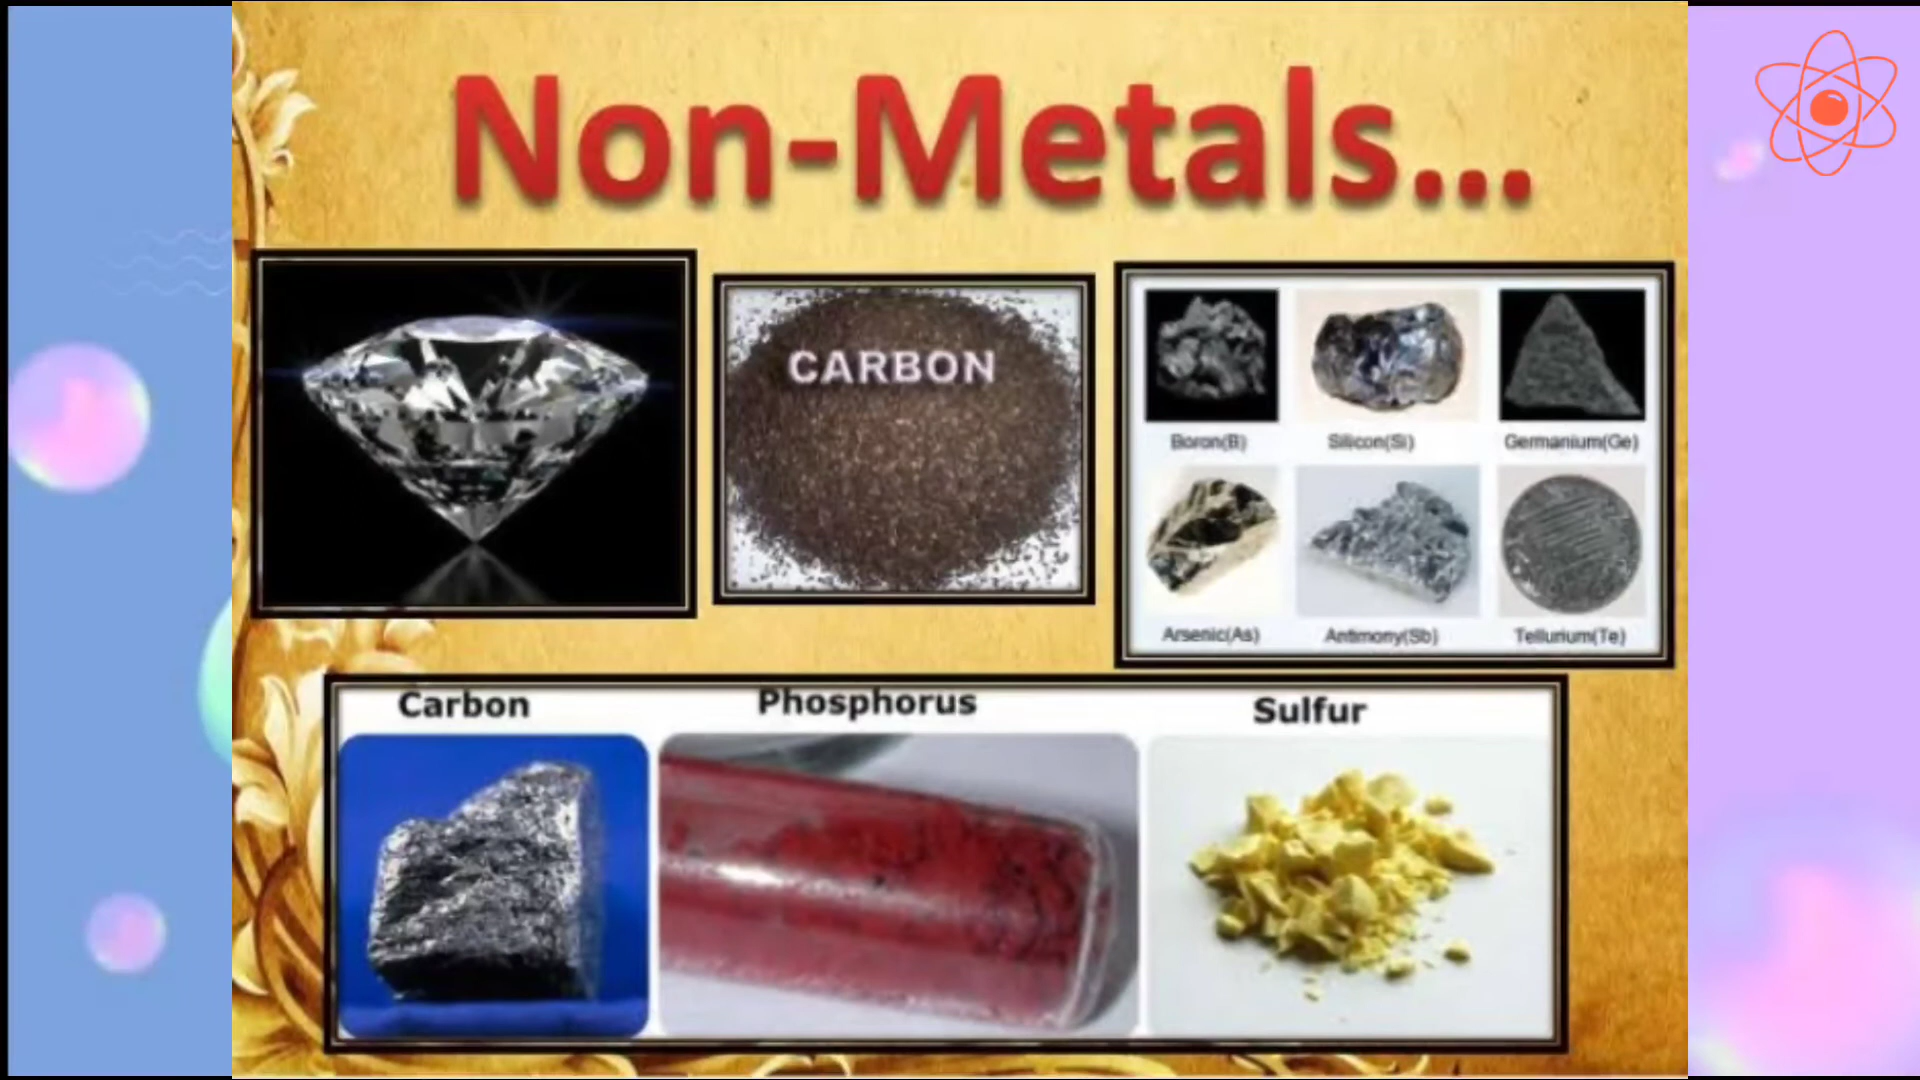 Non-Metals...
CARBON
Boron(B) Silicon(Si) Germanium(Ge)
Arsenic(As) Antimony(Sb) Tellurium(Te)
Carbon Phosphorus Sulfur